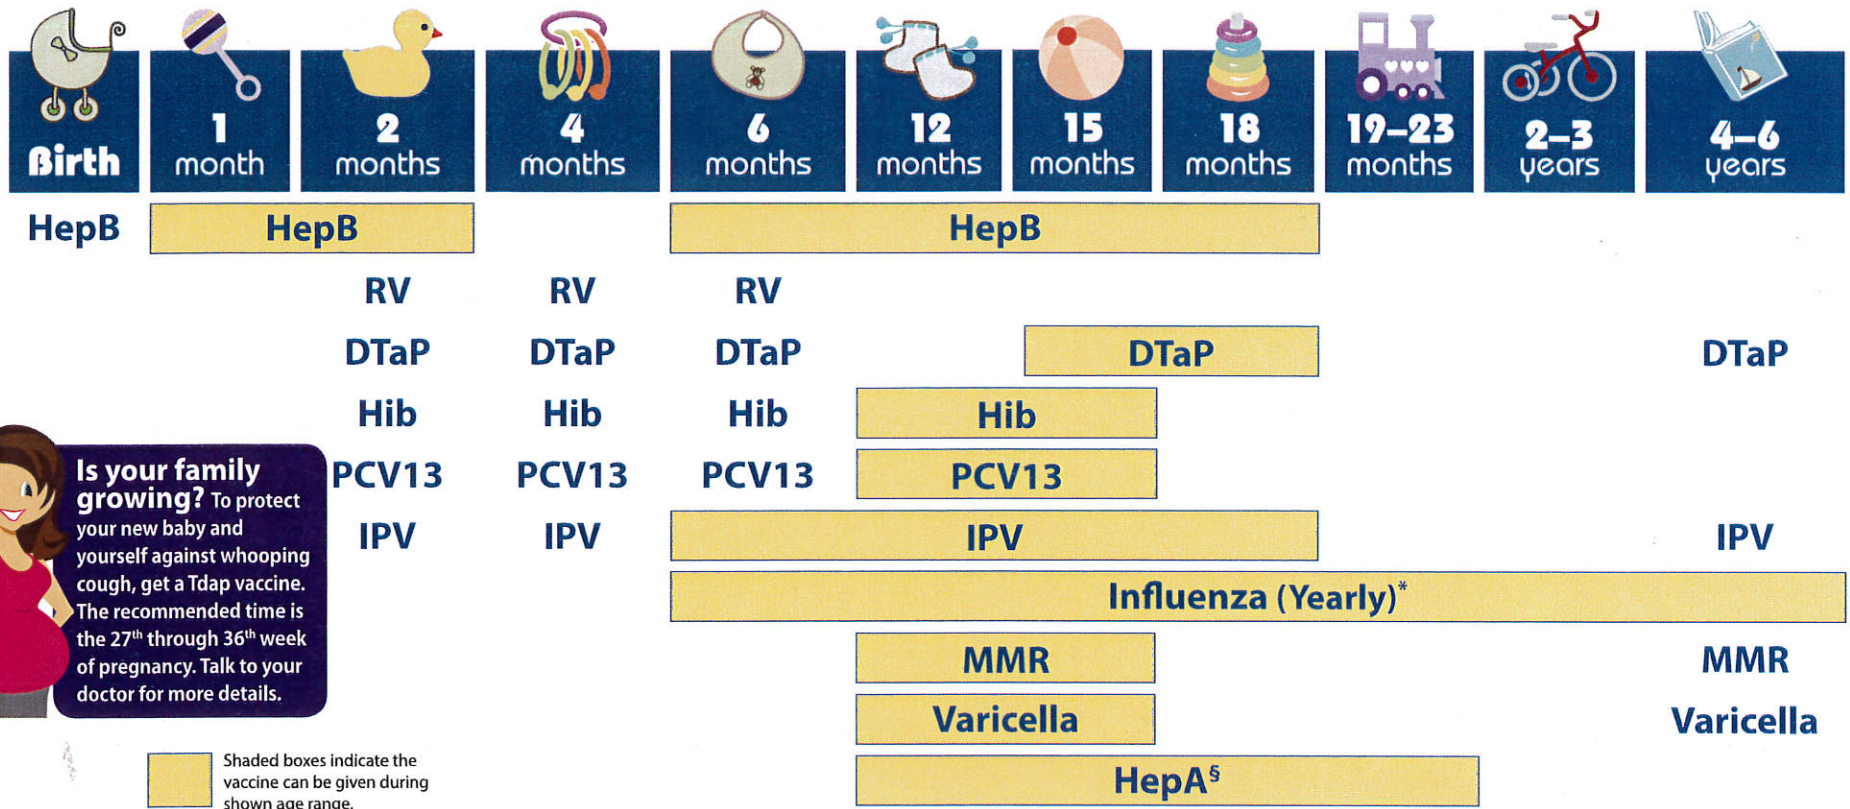 Birth
1
month
2
months
4
months
6
months
12
months
15
months
18
months
19–23
months
2–3
years
4–6
years
HepB HepB HepB
RV RV RV
DTaP DTaP DTaP DTaP DTaP
Hib Hib Hib Hib
PCV13 PCV13 PCV13 PCV13
IPV IPV IPV IPV
Influenza (Yearly)*
MMR MMR
Varicella Varicella
HepA§
Is your family
growing? To protect
your new baby and
yourself against whooping
cough, get a Tdap vaccine.
The recommended time is
the 27th through 36th week
of pregnancy. Talk to your
doctor for more details.
Shaded boxes indicate the
vaccine can be given during
shown age range.